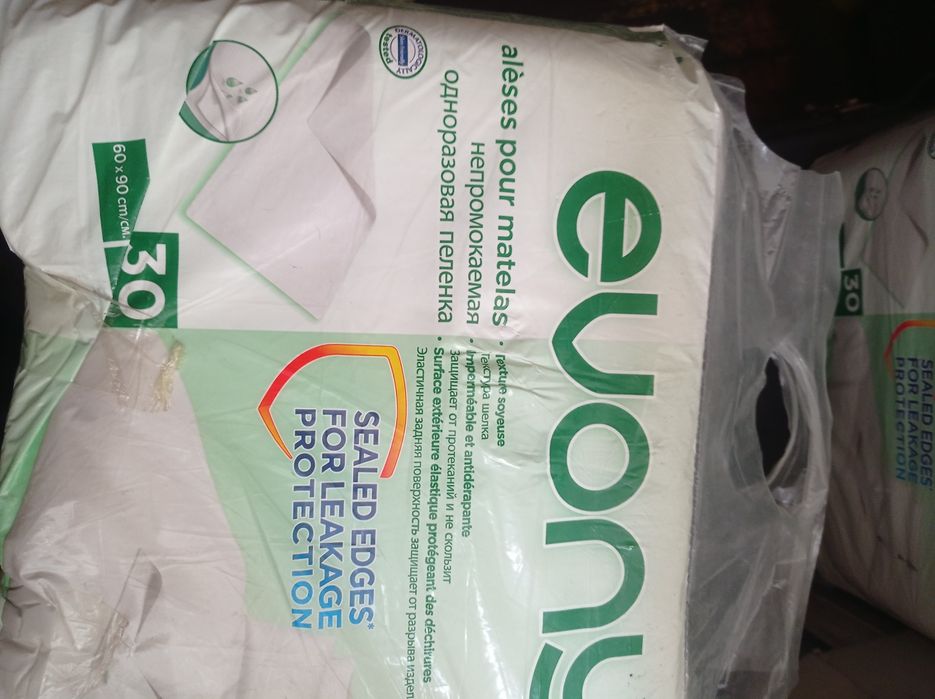 evony
alèses pour matelas
непромокаемая
одноразовая пеленка
DERMATOLOGICALLY
tested
60 x 90 cm/см.
30
• Texture soyeuse
Текстура шелка
• Imperméable et antidérapante
Защищает от протеканий и не скользит
• Surface extérieure élastique protégeant des déchirures
Эластичная задняя поверхность защищает от разрыва
SEALED EDGES*
FOR LEAKAGE
PROTECTION
30
SEALED EDGES*
FOR LEAKAGE
PROTECTION